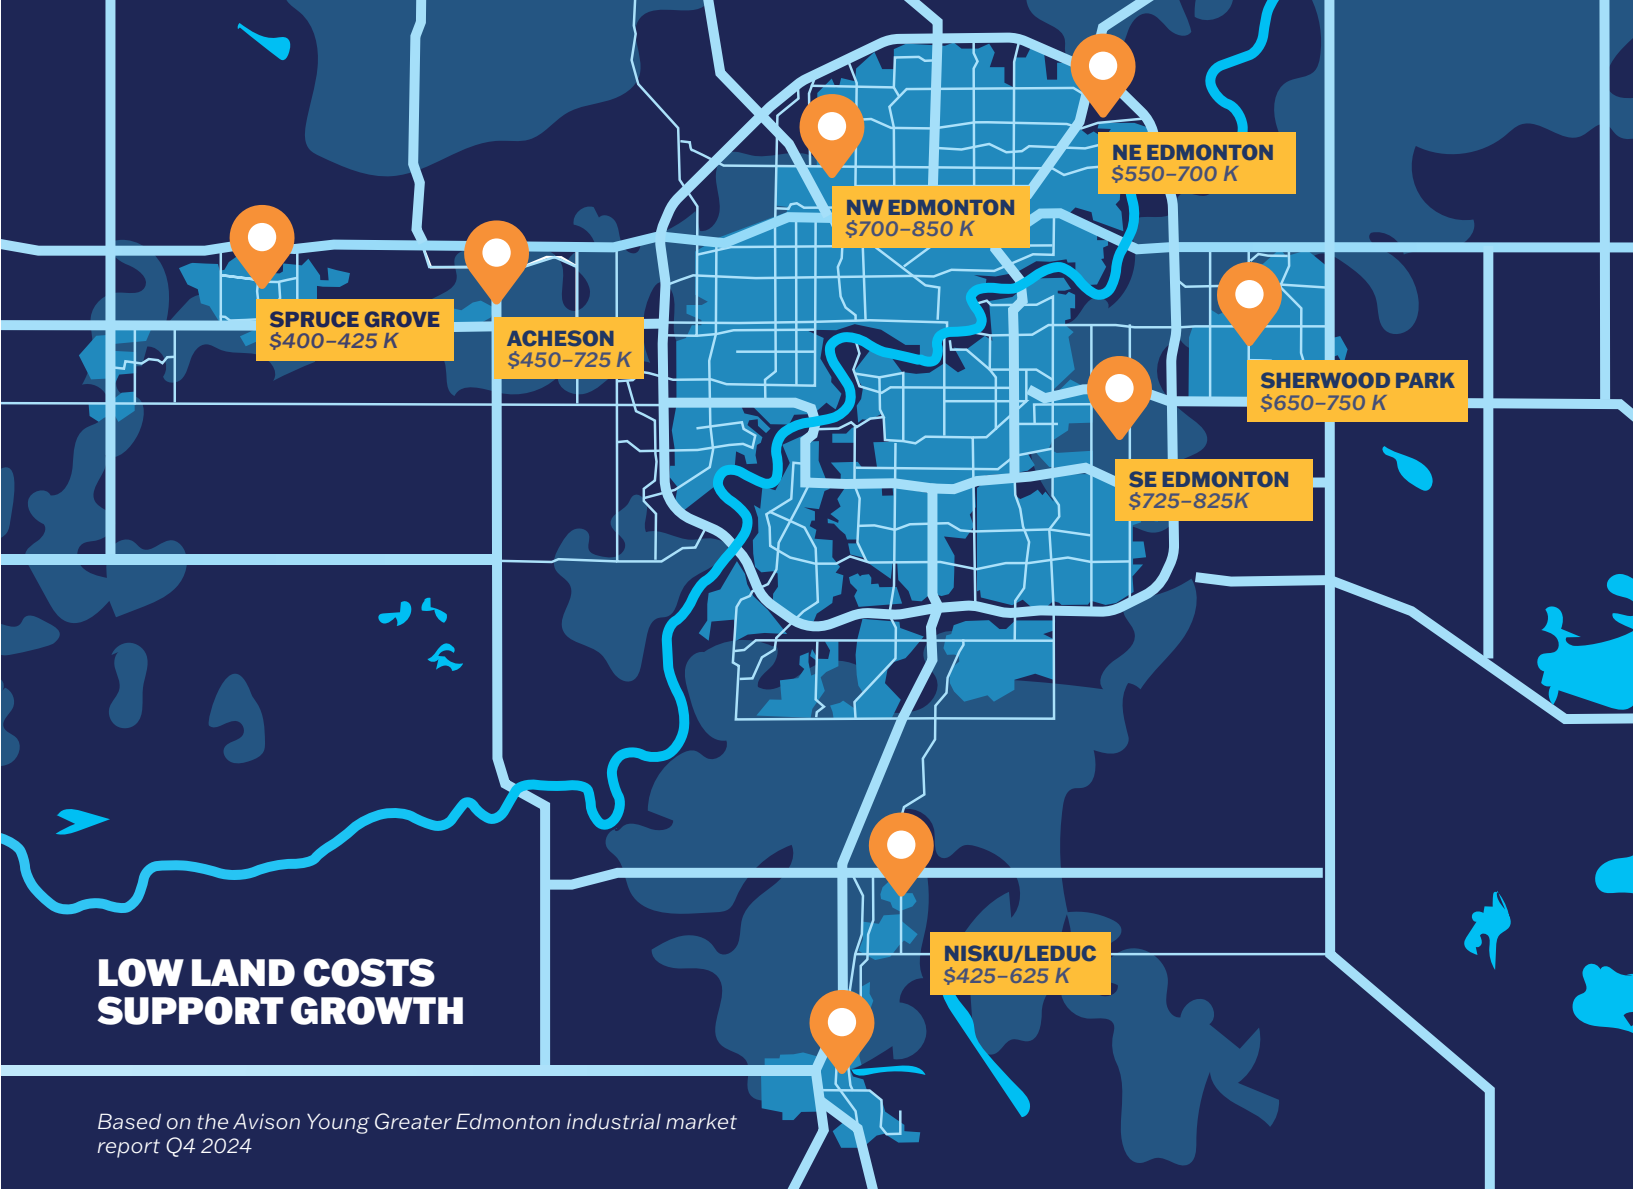 NE EDMONTON
$550–700 K
NW EDMONTON
$700–850 K
SPRUCE GROVE
$400–425 K
ACHESON
$450–725 K
SHERWOOD PARK
$650–750 K
SE EDMONTON
$725–825K
NISKU/LEDUC
$425–625 K
LOW LAND COSTS
SUPPORT GROWTH
Based on the Avison Young Greater Edmonton industrial market
report Q4 2024